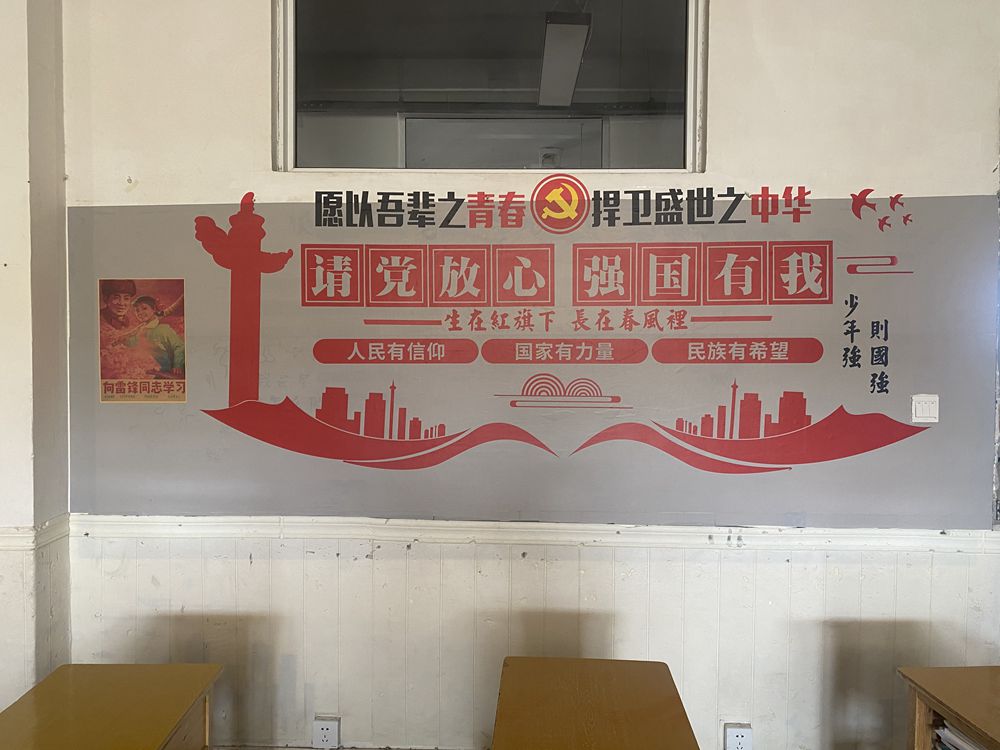 愿以吾辈之青春 捍卫盛世之中华
请党放心 强国有我
生在紅旗下 長在春風裡
人民有信仰 国家有力量 民族有希望
少年強
則國強
向雷锋同志学习